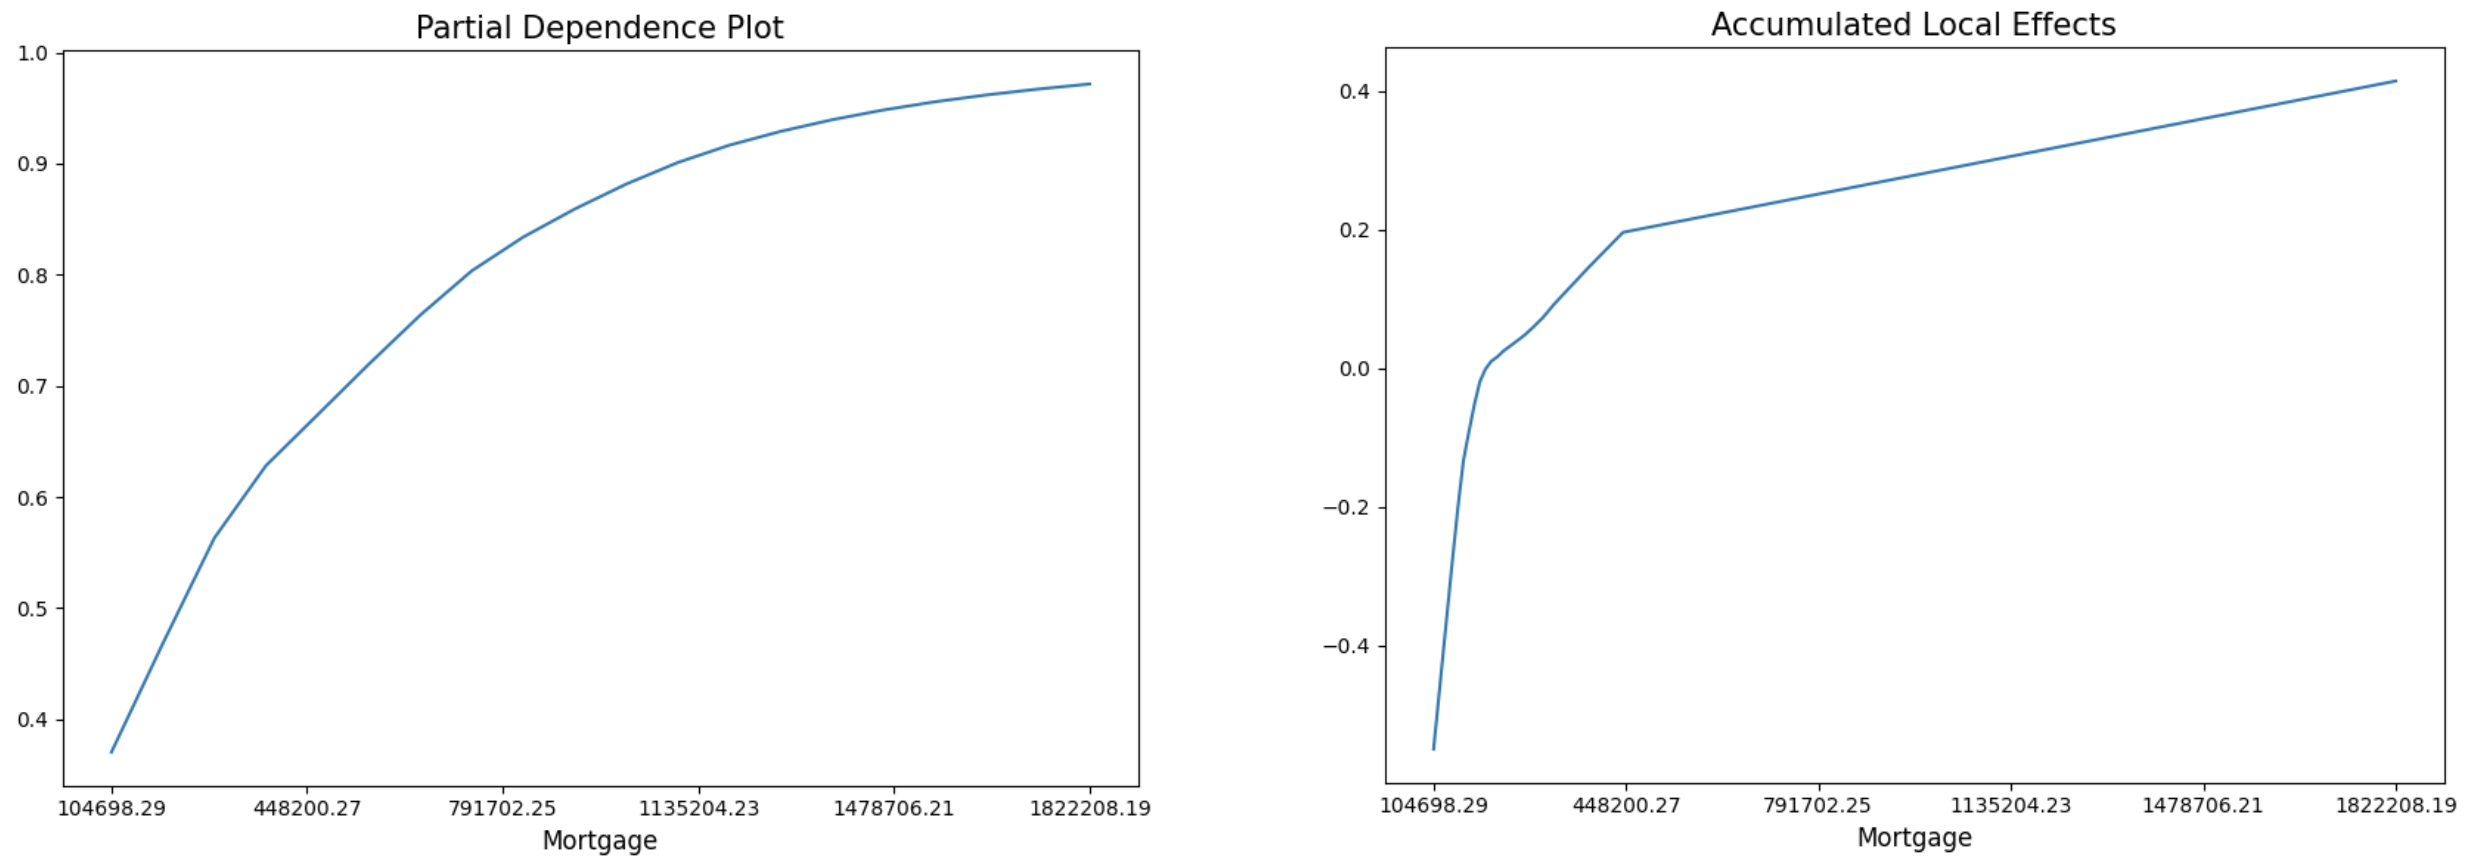 Partial Dependence Plot
1.0
0.9
0.8
0.7
0.6
0.5
0.4
104698.29 448200.27 791702.25 1135204.23 1478706.21 1822208.19
Mortgage
Accumulated Local Effects
0.4
0.2
0.0
−0.2
−0.4
104698.29 448200.27 791702.25 1135204.23 1478706.21 1822208.19
Mortgage